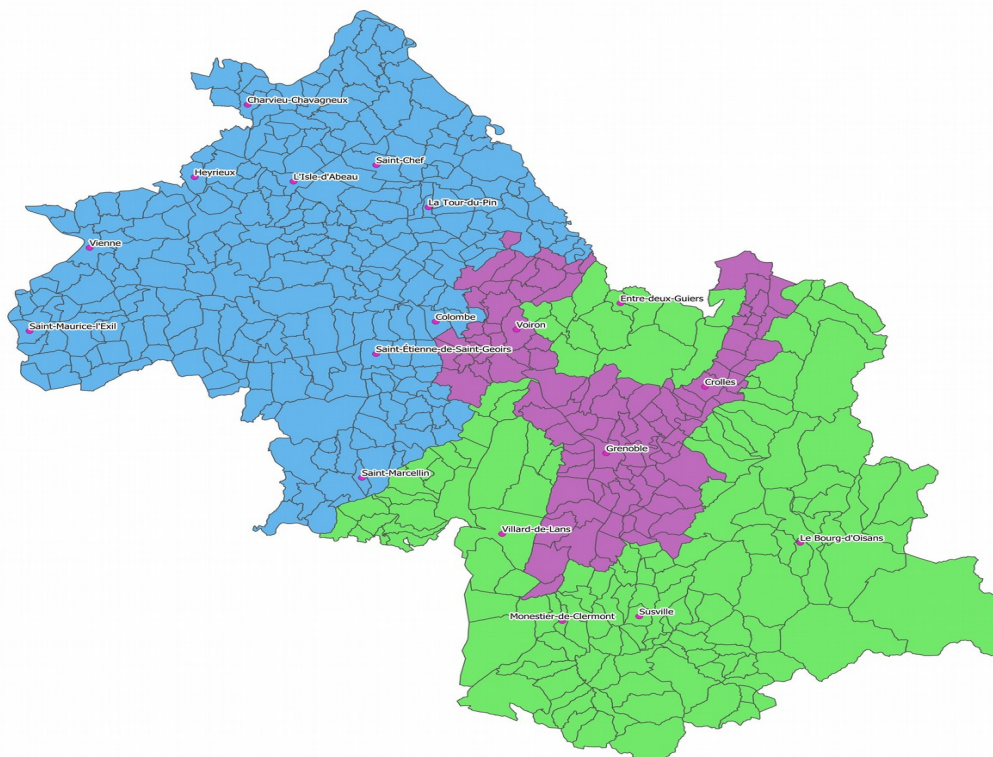 Charvieu-Chavagneux
Saint-Chef
Heyrieux
L'Isle-d'Abeau
La Tour-du-Pin
Vienne
Entre-deux-Guiers
Colombe
Voiron
Saint-Maurice-l'Exil
Saint-Étienne-de-Saint-Geoirs
Crolles
Grenoble
Saint-Marcellin
Villard-de-Lans
Le Bourg-d'Oisans
Susville
Monestier-de-Clermont